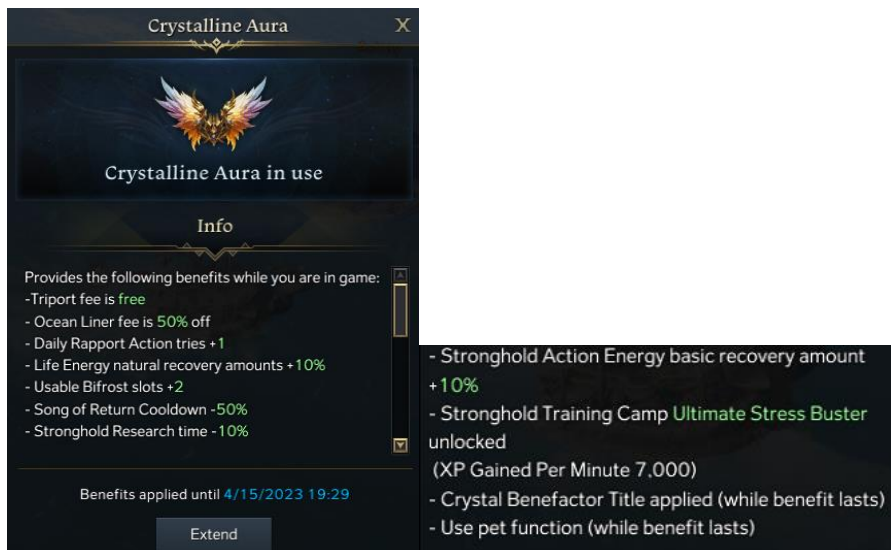 Crystalline Aura
X
Crystalline Aura in use
Info
Provides the following benefits while you are in game:
-Triport fee is free
- Ocean Liner fee is 50% off
- Daily Rapport Action tries +1
- Life Energy natural recovery amounts +10%
- Usable Bifrost slots +2
- Song of Return Cooldown -50%
- Stronghold Research time -10%
Benefits applied until 4/15/2023 19:29
Extend
- Stronghold Action Energy basic recovery amount
+10%
- Stronghold Training Camp Ultimate Stress Buster
unlocked
(XP Gained Per Minute 7,000)
- Crystal Benefactor Title applied (while benefit lasts)
- Use pet function (while benefit lasts)